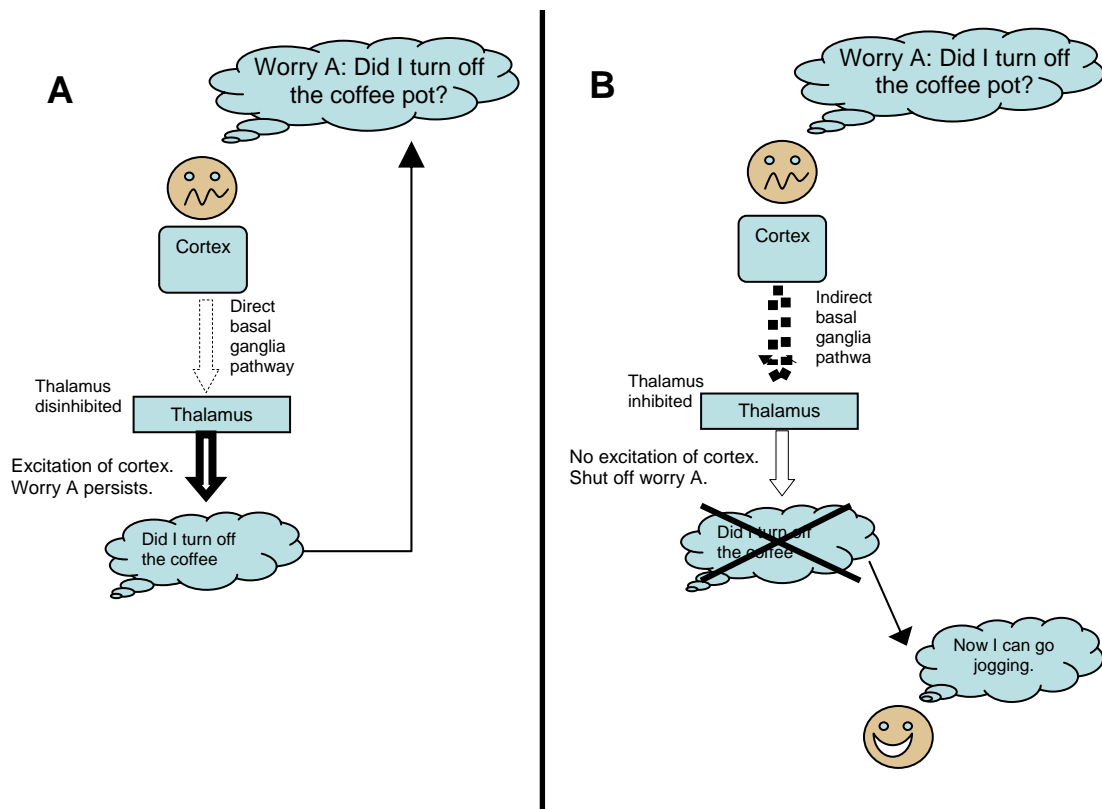 A
Worry A: Did I turn off
the coffee pot?
Cortex
Direct
basal
ganglia
pathway
Thalamus
disinhibited
Thalamus
Excitation of cortex.
Worry A persists.
Did I turn off
the coffee
B
Worry A: Did I turn off
the coffee pot?
Cortex
Indirect
basal
ganglia
pathwa
Thalamus
inhibited
Thalamus
No excitation of cortex.
Shut off worry A.
Did I turn off
the coffee
Now I can go
jogging.